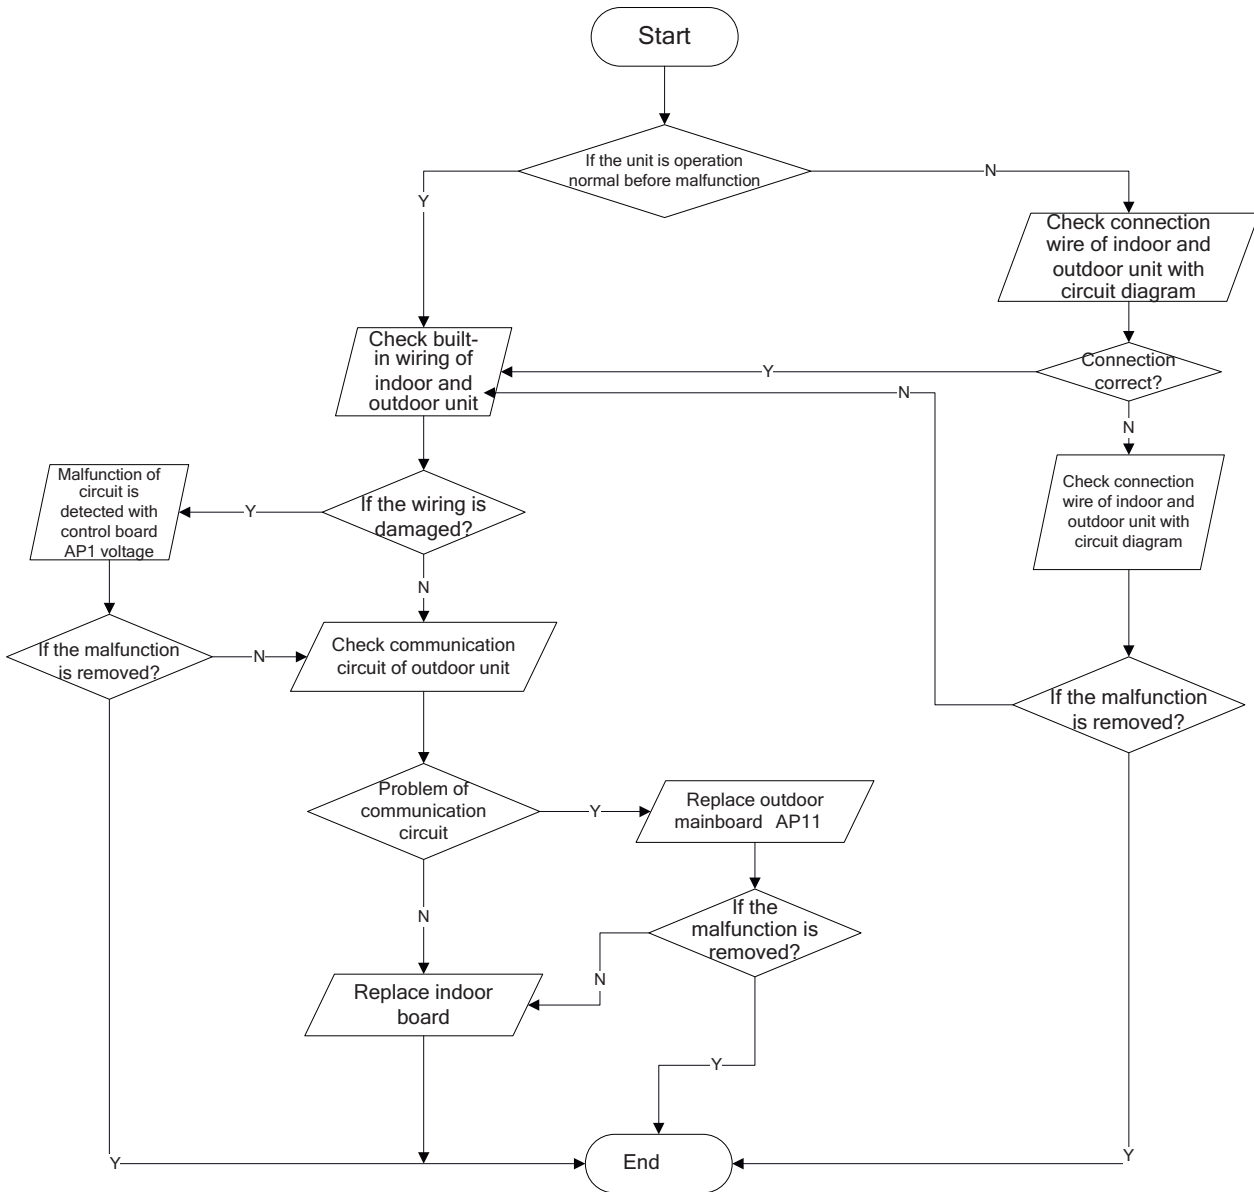 Start
If the unit is operation
normal before malfunction
Y
N
Check connection
wire of indoor and
outdoor unit with
circuit diagram
Check built-
in wiring of
indoor and
outdoor unit
Y
Connection
correct?
N
N
Malfunction of
circuit is
detected with
control board
AP1 voltage
Y
If the wiring is
damaged?
Check connection
wire of indoor and
outdoor unit with
circuit diagram
N
If the malfunction
is removed?
N
Check communication
circuit of outdoor unit
If the malfunction
is removed?
Problem of
communication
circuit
Y
Replace outdoor
mainboard AP11
N
If the
malfunction is
removed?
N
Replace indoor
board
Y
Y
End
Y